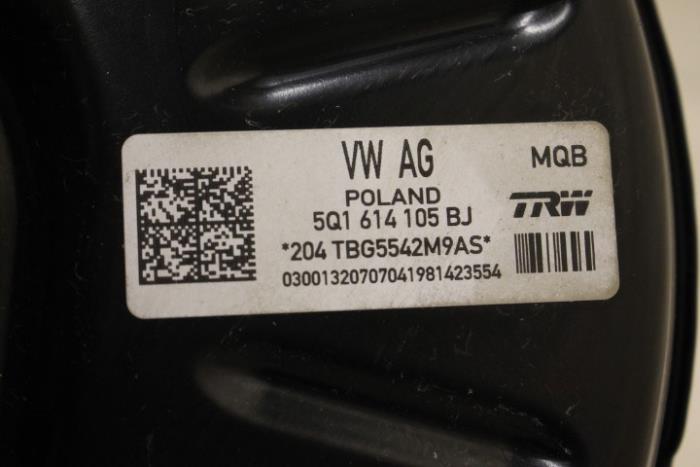 VW AG MQB
POLAND
5Q1 614 105 BJ TRW
*204 TBG5542M9AS*
03001320707041981423554